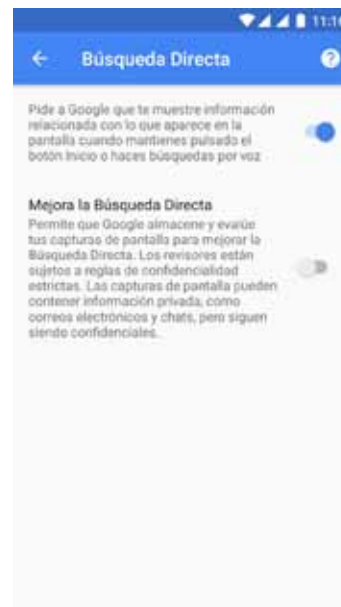 11:16
Búsqueda Directa
Pide a Google que te muestre información
relacionada con lo que aparece en la
pantalla cuando mantienes pulsado el
botón Inicio o haces búsquedas por voz
Mejora la Búsqueda Directa
Permite que Google almacene y evalúe
tus capturas de pantalla para mejorar la
Búsqueda Directa. Los revisores están
sujetos a reglas de confidencialidad
estrictas. Las capturas de pantalla pueden
contener información privada, como
correos electrónicos y chats, pero siguen
siendo confidenciales.